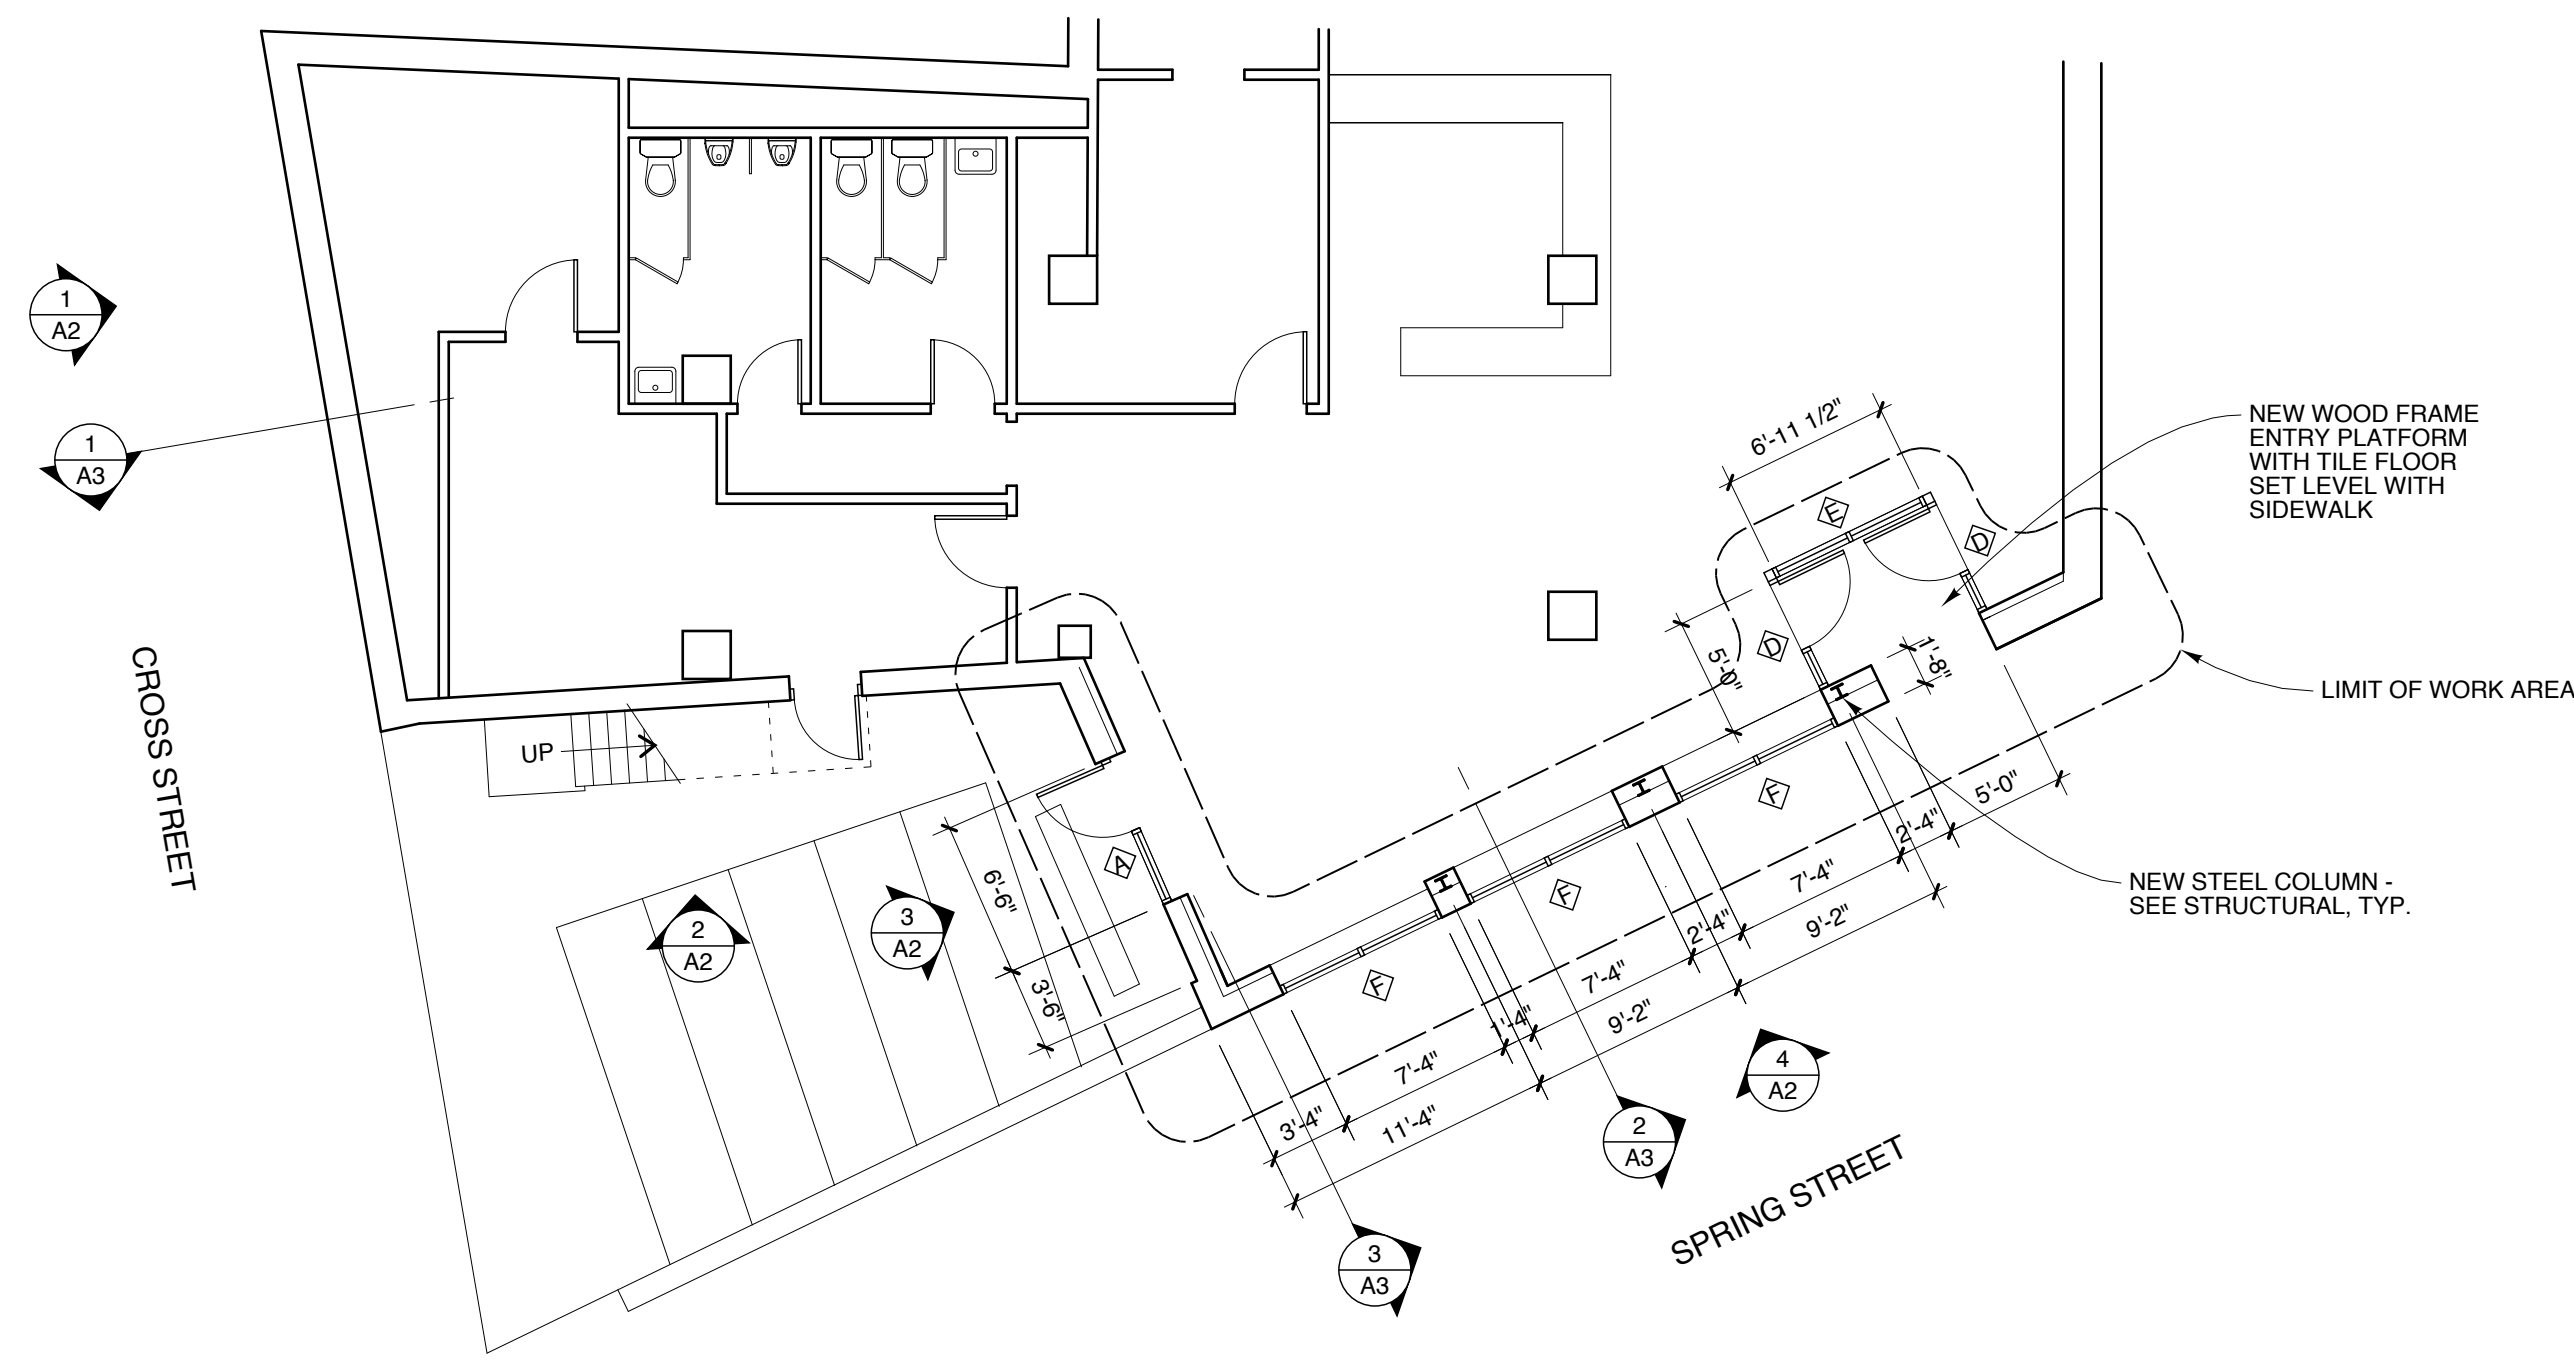 1
A2
1
A3
CROSS STREET
UP
2
A2
3
A2
6'-6"
3'-6"
A
F
F
F
D
E
D
6'-11 1/2"
5'-0"
1'-8"
NEW WOOD FRAME
ENTRY PLATFORM
WITH TILE FLOOR
SET LEVEL WITH
SIDEWALK
LIMIT OF WORK AREA
NEW STEEL COLUMN -
SEE STRUCTURAL, TYP.
3'-4"
7'-4"
1'-4"
7'-4"
2'-4"
7'-4"
2'-4"
5'-0"
11'-4"
9'-2"
9'-2"
4
A2
2
A3
3
A3
SPRING STREET